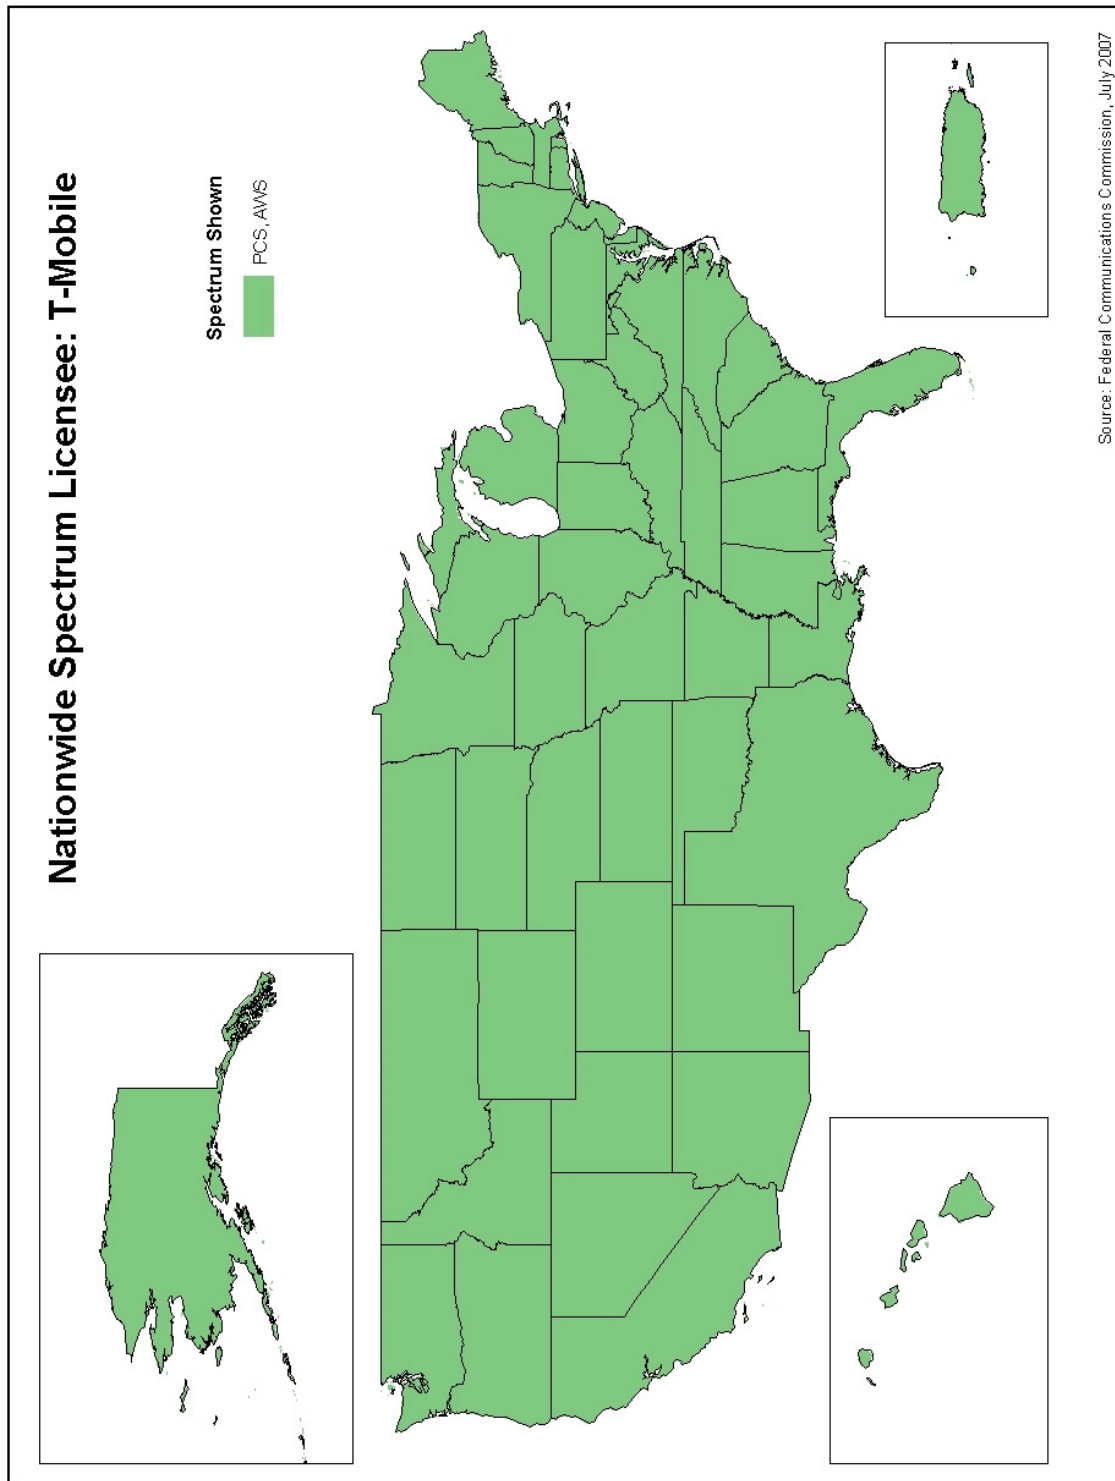 Nationwide Spectrum Licensee: T-Mobile
Spectrum Shown
PCS, AWS
Source: Federal Communications Commission, July 2007